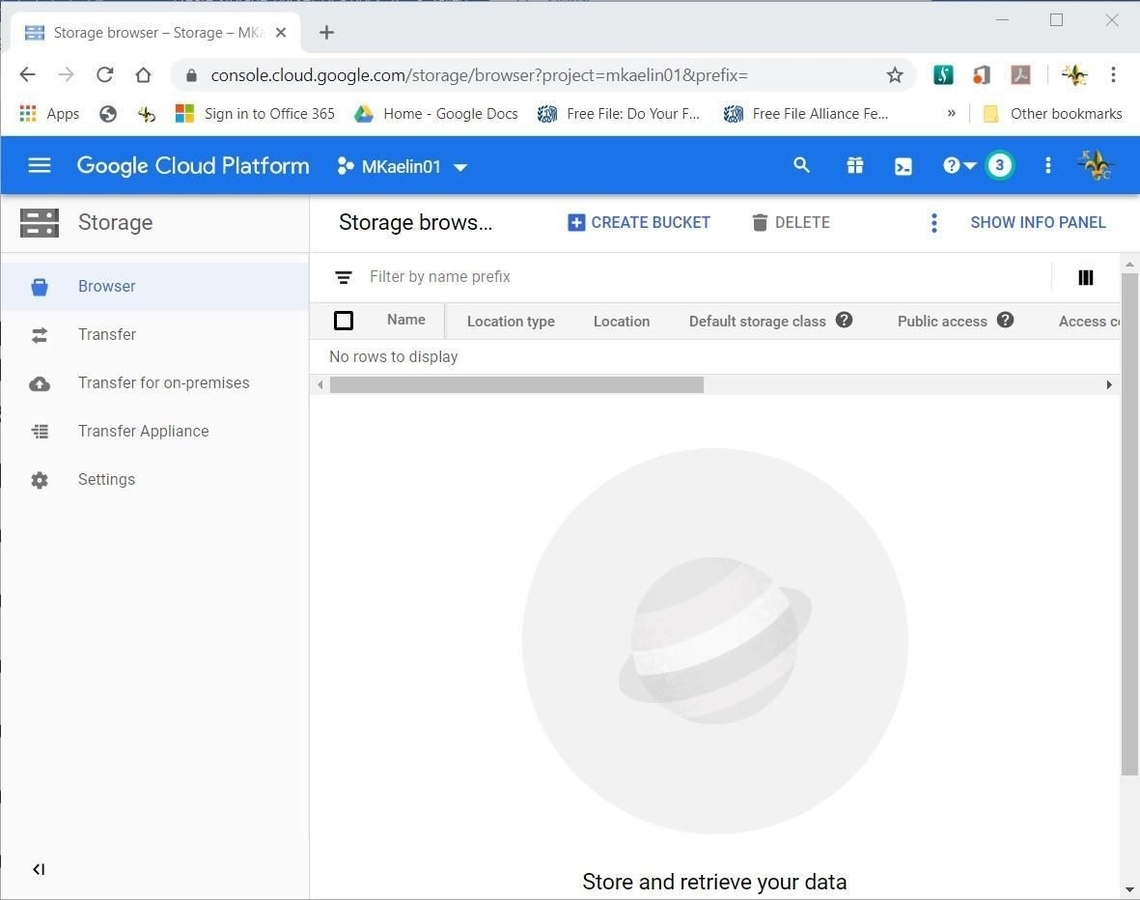 Storage browser – Storage – MKa
console.cloud.google.com/storage/browser?project=mkaelin01&prefix=
Apps Sign in to Office 365 Home - Google Docs Free File: Do Your F... Free File Alliance Fe... » Other bookmarks
Google Cloud Platform MKaelin01 ? 3
Storage Storage brows... CREATE BUCKET DELETE SHOW INFO PANEL
Browser
Transfer
Transfer for on-premises
Transfer Appliance
Settings
Filter by name prefix
Name Location type Location Default storage class ? Public access ? Access c
No rows to display
Store and retrieve your data